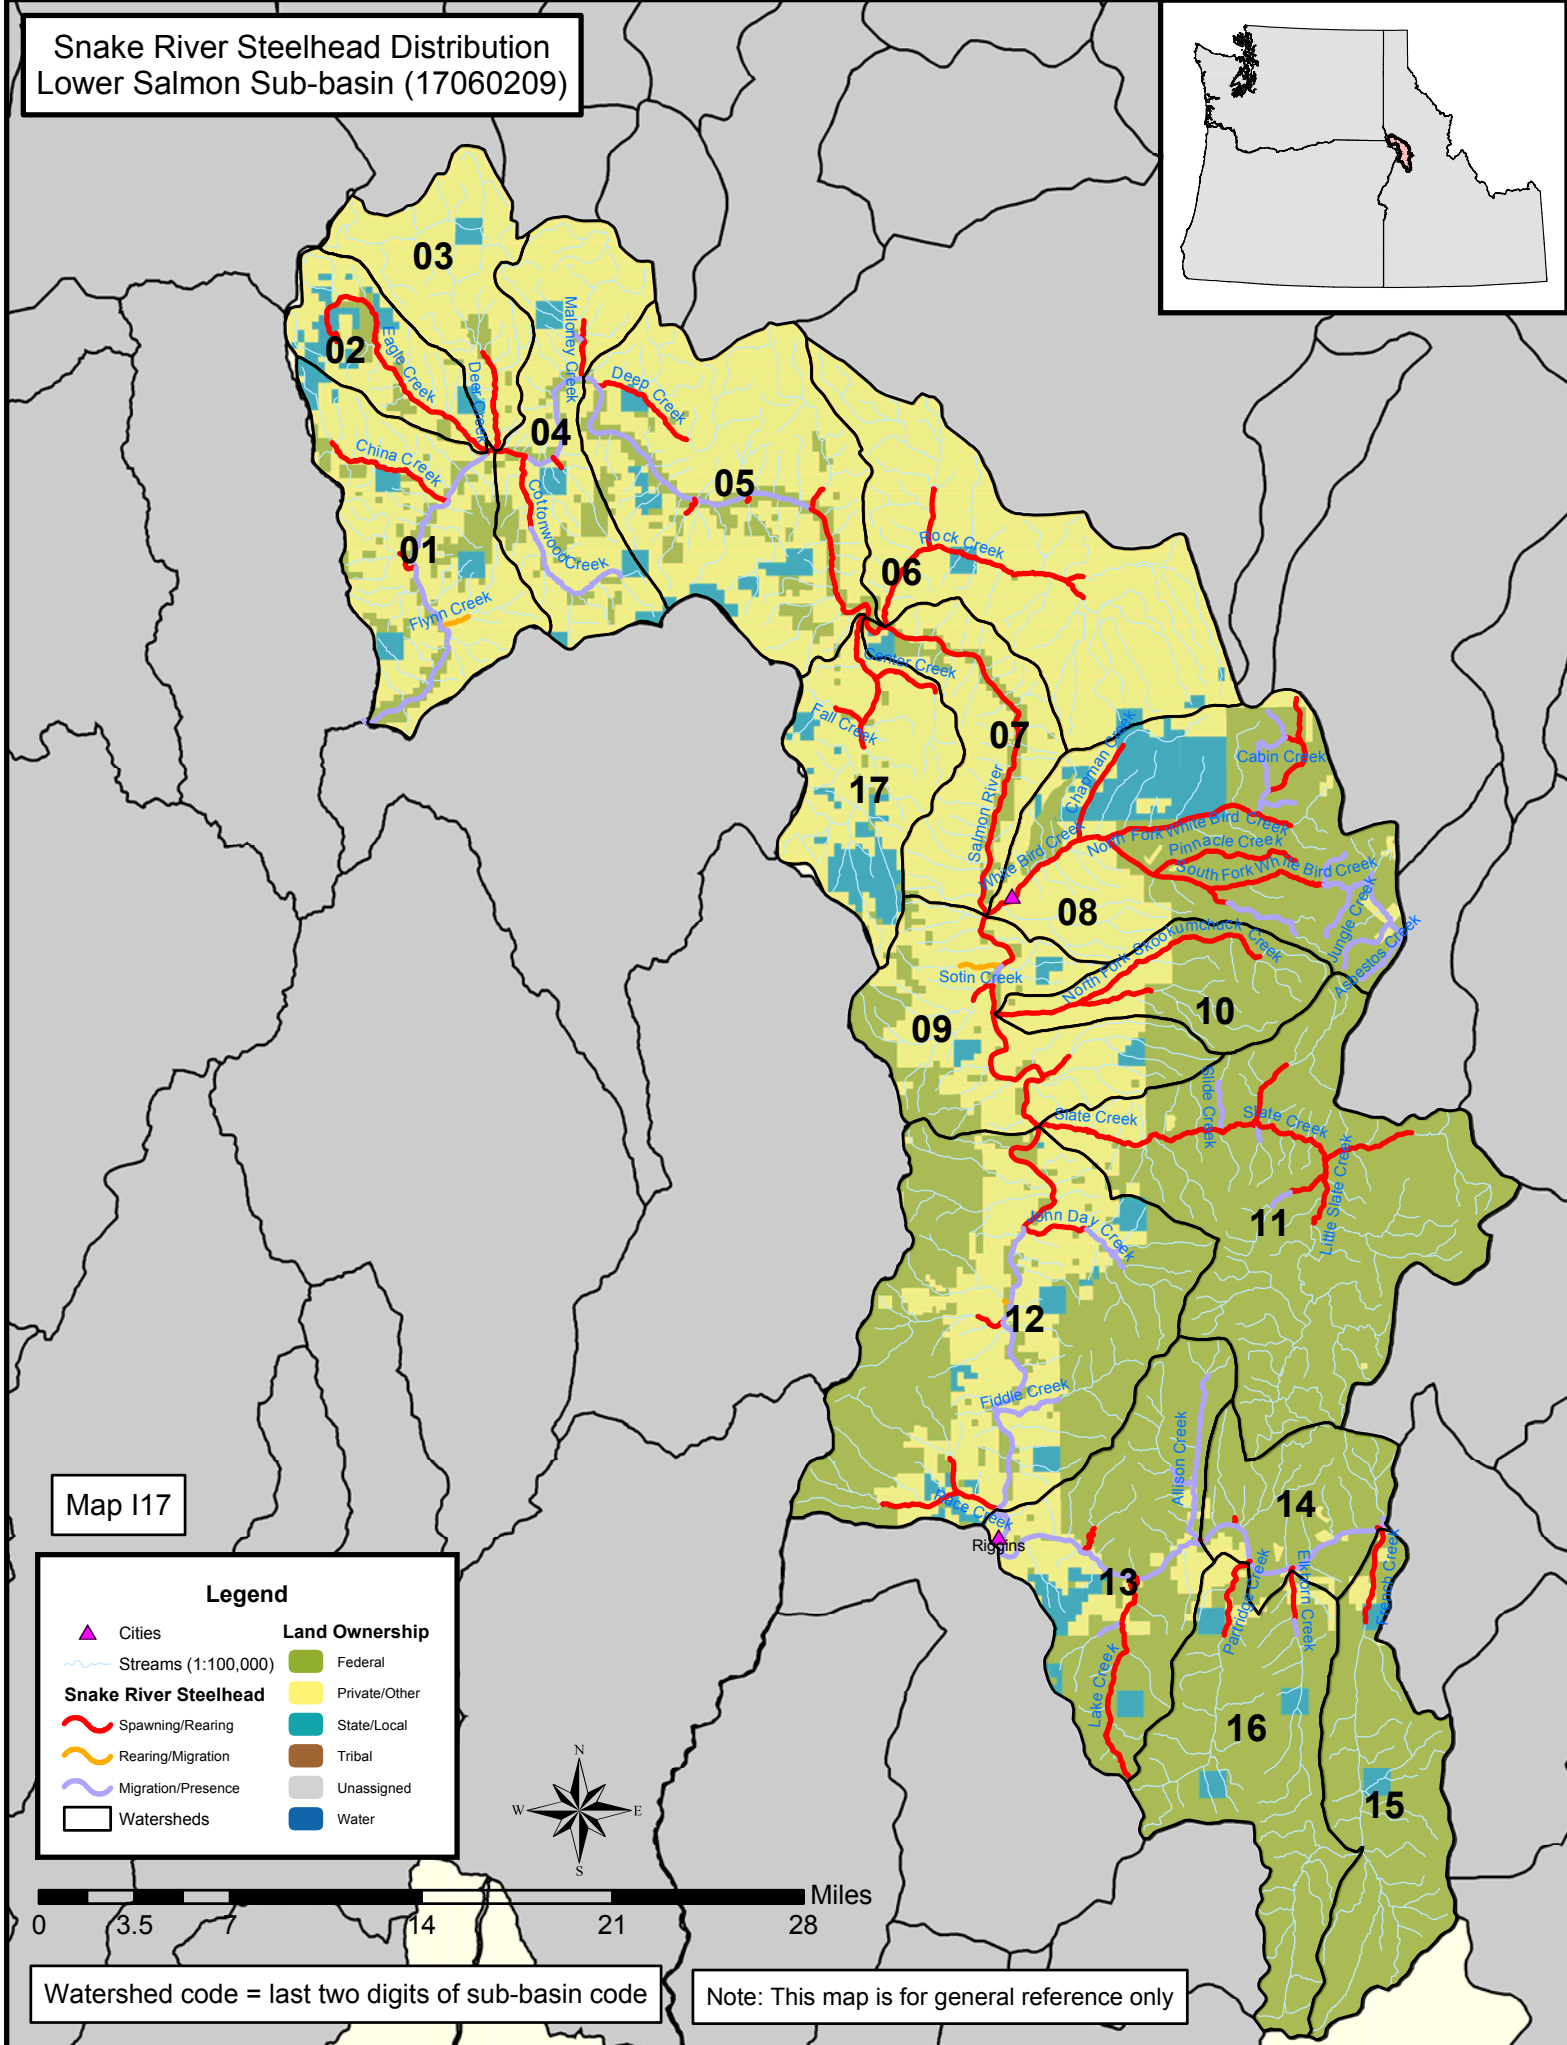 Snake River Steelhead Distribution
Lower Salmon Sub-basin (17060209)
03
02
Eagle Creek
Deer Creek
Maloney Creek
Deep Creek
04
China Creek
05
Cottonwood Creek
01
Flynn Creek
Rock Creek
06
Center Creek
Fall Creek
07
17
Salmon River
Chapman Creek
Cabin Creek
White Bird Creek
North Fork White Bird Creek
Pinnacle Creek
South Fork White Bird Creek
08
Jungle Creek
Asbestos Creek
North Fork Skookumchuck Creek
Sotin Creek
09
10
Slide Creek
Slate Creek
Slate Creek
Little Slate Creek
11
John Day Creek
12
Fiddle Creek
Allison Creek
Race Creek
Riggins
14
13
Partridge Creek
Elkhorn Creek
French Creek
Lake Creek
16
15
Map I17
Legend
Cities
Streams (1:100,000)
Snake River Steelhead
Spawning/Rearing
Rearing/Migration
Migration/Presence
Watersheds
Land Ownership
Federal
Private/Other
State/Local
Tribal
Unassigned
Water
N
W
E
S
Miles
0 3.5 7 14 21 28
Watershed code = last two digits of sub-basin code
Note: This map is for general reference only